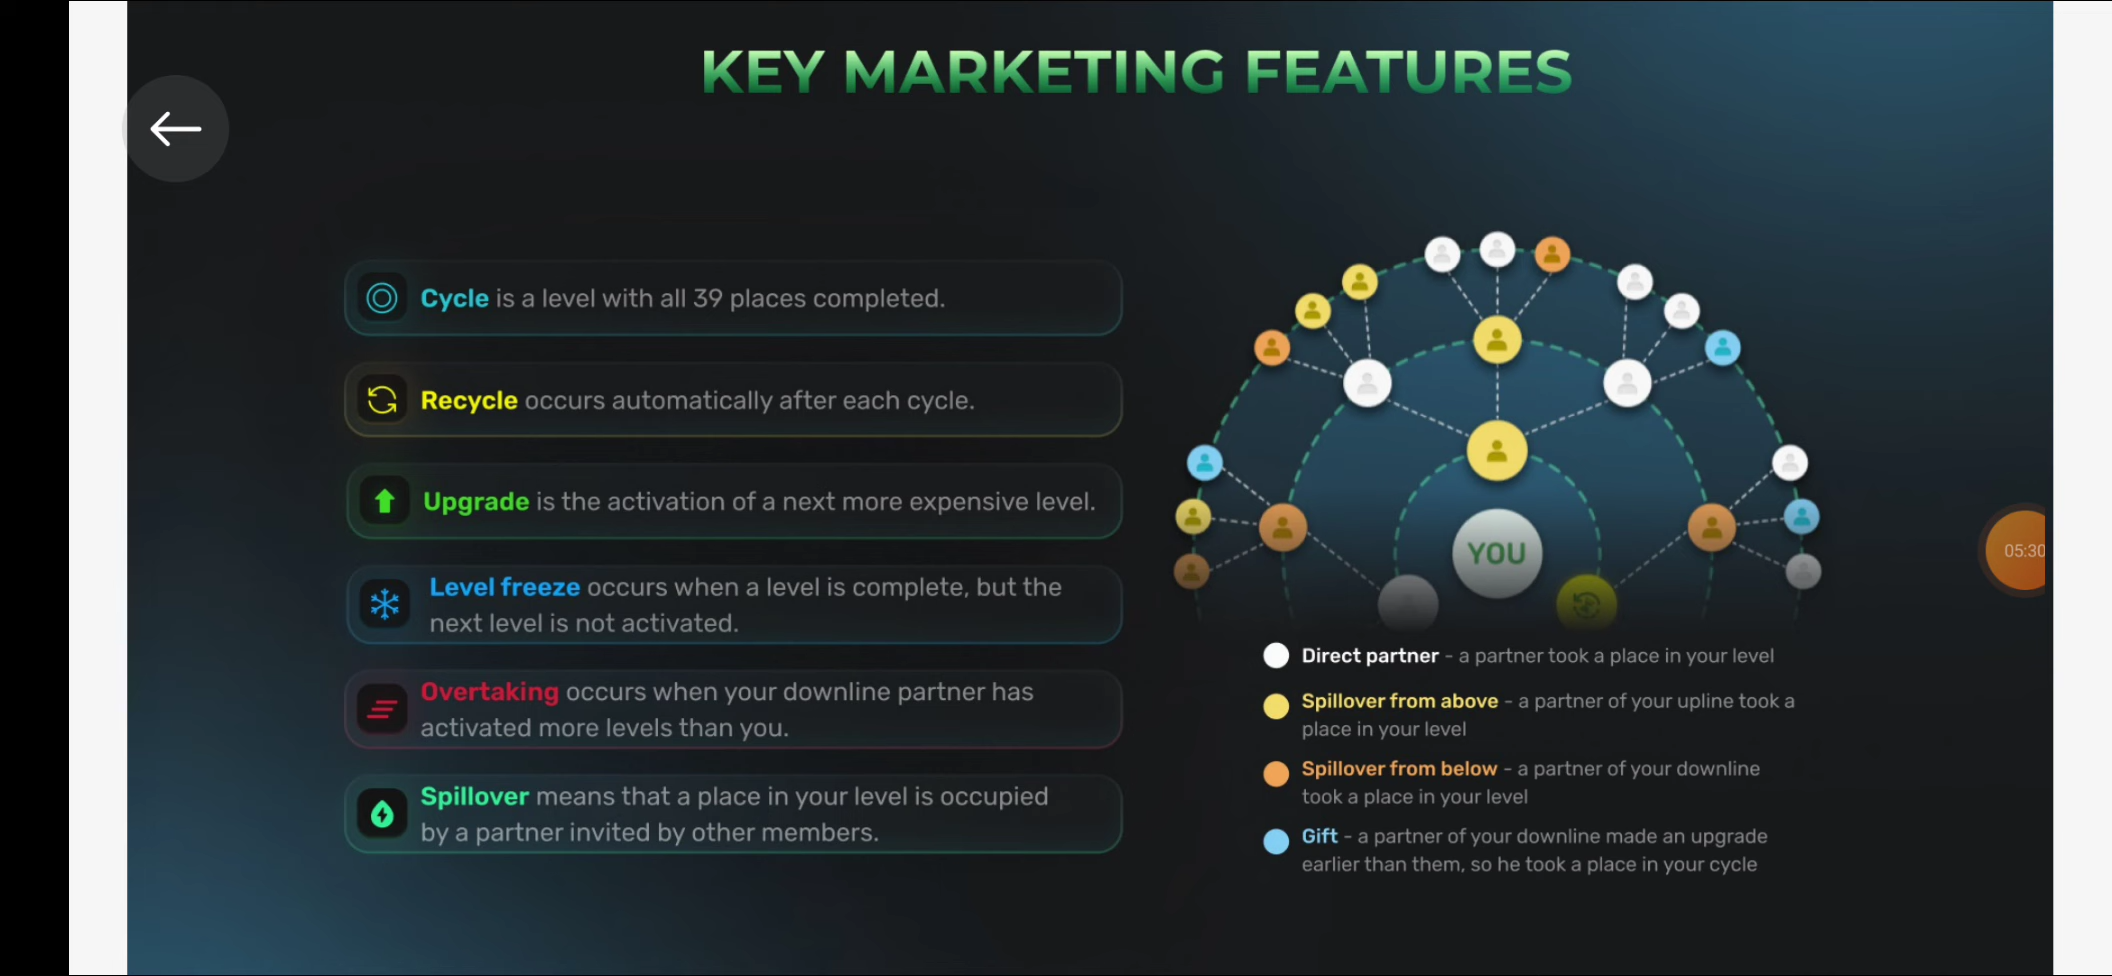 KEY MARKETING FEATURES
Cycle is a level with all 39 places completed.
Recycle occurs automatically after each cycle.
Upgrade is the activation of a next more expensive level.
Level freeze occurs when a level is complete, but the
next level is not activated.
Overtaking occurs when your downline partner has
activated more levels than you.
Spillover means that a place in your level is occupied
by a partner invited by other members.
YOU
Direct partner - a partner took a place in your level
Spillover from above - a partner of your upline took a
place in your level
Spillover from below - a partner of your downline
took a place in your level
Gift - a partner of your downline made an upgrade
earlier than them, so he took a place in your cycle
05:30